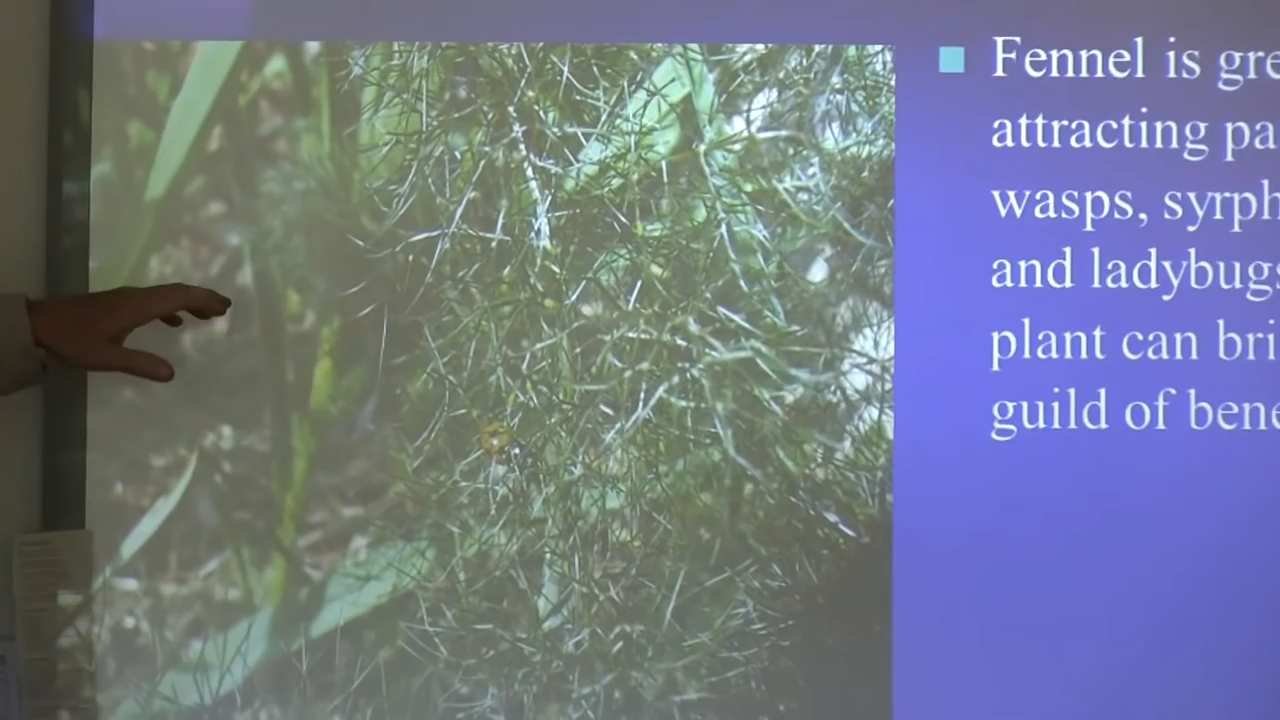 Fennel is gre
attracting pa
wasps, syrph
and ladybugs
plant can bri
guild of bene